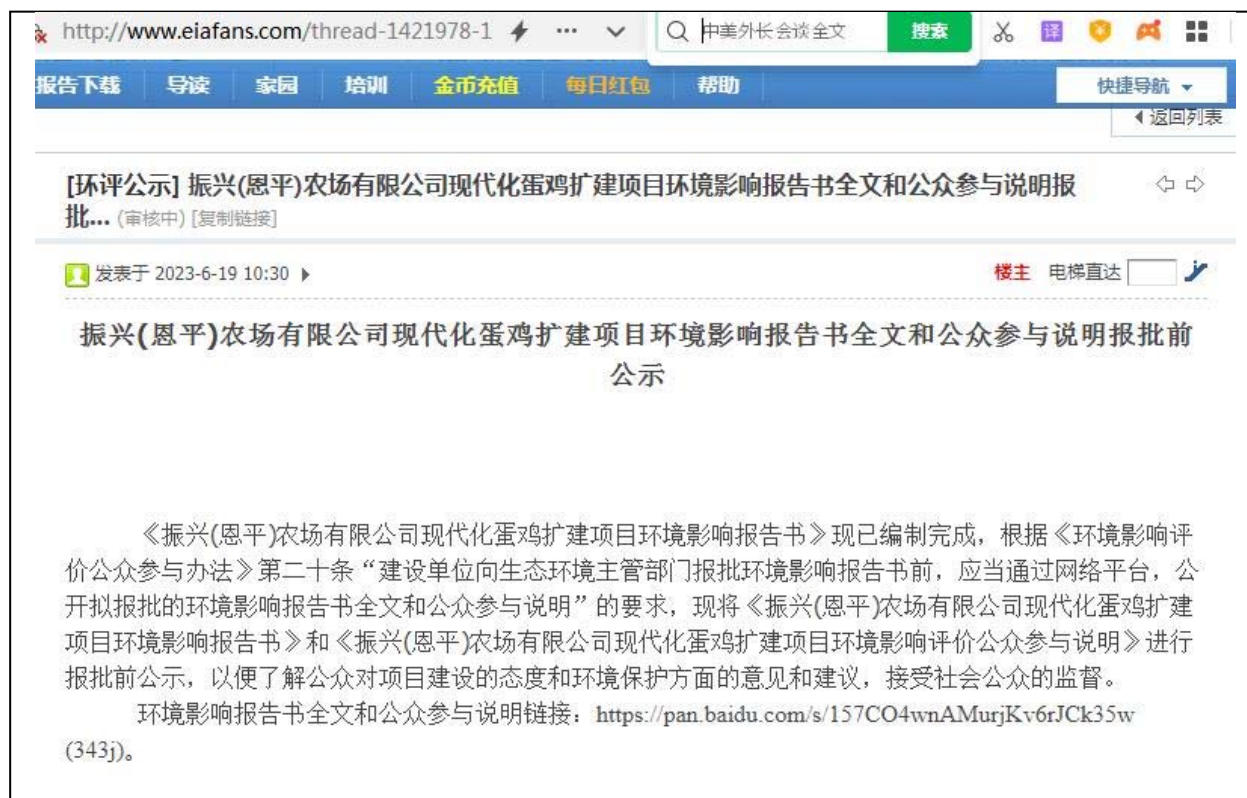 http://www.eiafans.com/thread-1421978-1 ··· 中美外长会谈全文 搜索 译
报告下载 导读 家园 培训 金币充值 每日红包 帮助 快捷导航
返回列表
[环评公示] 振兴(恩平)农场有限公司现代化蛋鸡扩建项目环境影响报告书全文和公众参与说明报
批... (审核中) [复制链接]
发表于 2023-6-19 10:30 楼主 电梯直达
振兴(恩平)农场有限公司现代化蛋鸡扩建项目环境影响报告书全文和公众参与说明报批前
公示
《振兴(恩平)农场有限公司现代化蛋鸡扩建项目环境影响报告书》现已编制完成，根据《环境影响评
价公众参与办法》第二十条“建设单位向生态环境主管部门报批环境影响报告书前，应当通过网络平台，公
开拟报批的环境影响报告书全文和公众参与说明”的要求，现将《振兴(恩平)农场有限公司现代化蛋鸡扩建
项目环境影响报告书》和《振兴(恩平)农场有限公司现代化蛋鸡扩建项目环境影响评价公众参与说明》进行
报批前公示，以便了解公众对项目建设的态度和环境保护方面的意见和建议，接受社会公众的监督。
环境影响报告书全文和公众参与说明链接：https://pan.baidu.com/s/157CO4wnAMurjKv6rJCk35w
(343j)。